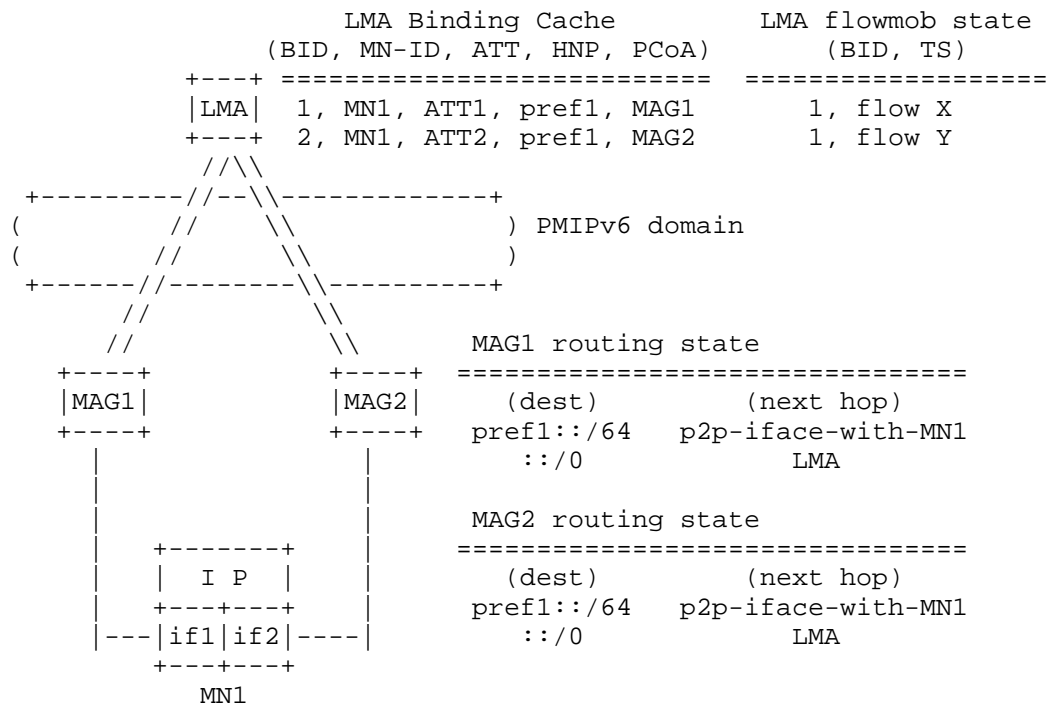 LMA Binding Cache LMA flowmob state
(BID, MN-ID, ATT, HNP, PCoA) (BID, TS)
+---+ =========================== ===================
|LMA| 1, MN1, ATT1, pref1, MAG1 1, flow X
+---+ 2, MN1, ATT2, pref1, MAG2 1, flow Y
//\\
+---------//--\\-------------+
( // \\ ) PMIPv6 domain
( // \\ )
+------//--------\\----------+
// \\
// \\ MAG1 routing state
+----+ +----+ ================================
|MAG1| |MAG2| (dest) (next hop)
+----+ +----+ pref1::/64 p2p-iface-with-MN1
| | ::/0 LMA
| |
| | MAG2 routing state
| +-------+ | ================================
| | I P | | (dest) (next hop)
| +---+---+ | pref1::/64 p2p-iface-with-MN1
|---|if1|if2|----| ::/0 LMA
+---+---+
MN1